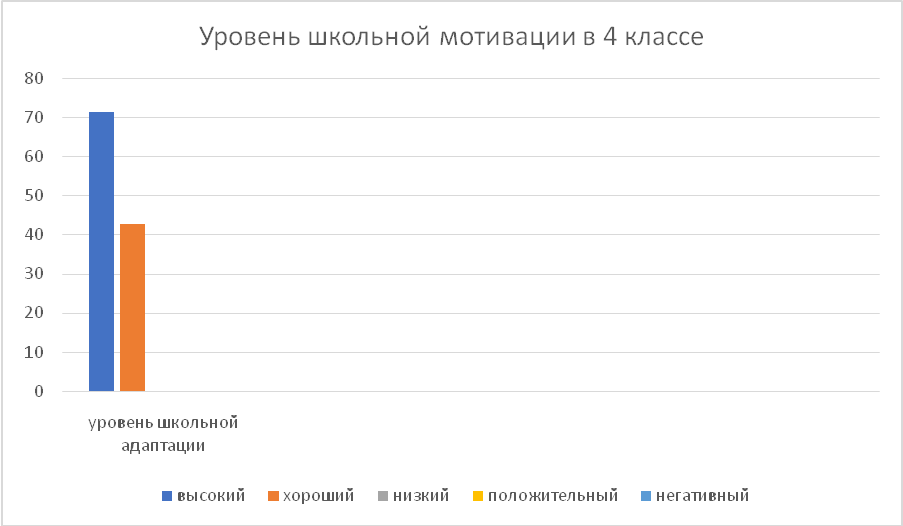 Уровень школьной мотивации в 4 классе
80
70
60
50
40
30
20
10
0
уровень школьной
адаптации
высокий хороший низкий положительный негативный